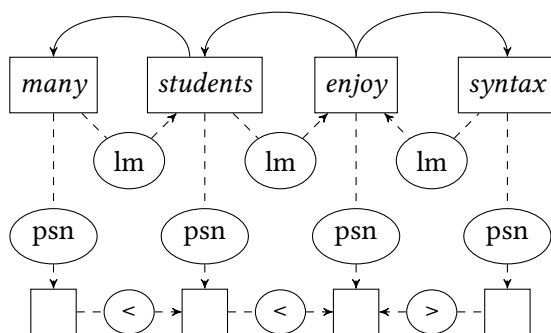 many students enjoy syntax
lm lm lm
psn psn psn psn
< < >